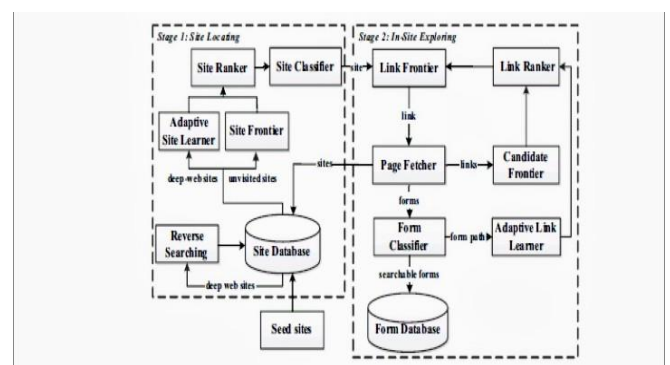 Stage 1: Site Locating
Stage 2: In-Site Exploring
Site Ranker
Site Classifier
site
Link Frontier
Link Ranker
link
Adaptive
Site Learner
Site Frontier
deep-web sites
unvisited sites
sites
Page Fetcher
links
Candidate
Frontier
forms
Reverse
Searching
Site Database
Form
Classifier
form path
Adaptive Link
Learner
deep web sites
searchable forms
Seed sites
Form Database